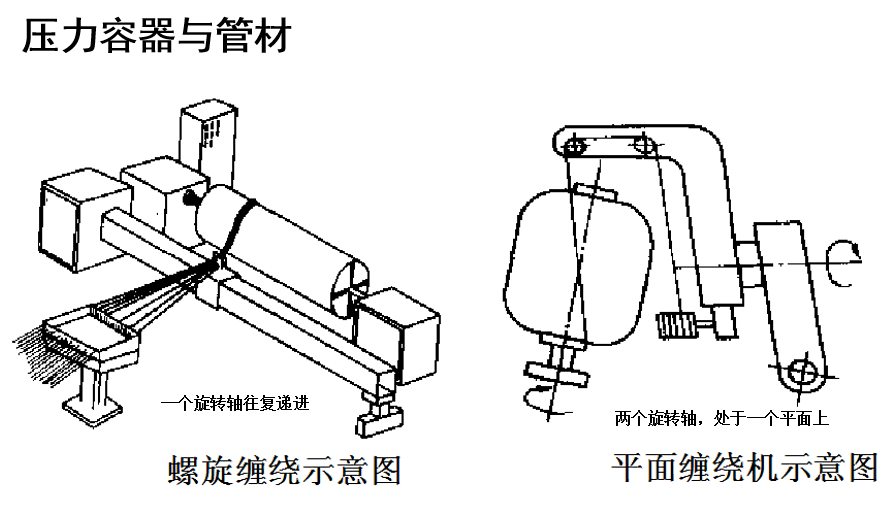 压力容器与管材
一个旋转轴往复递进
两个旋转轴，处于一个平面上
螺旋缠绕示意图
平面缠绕机示意图